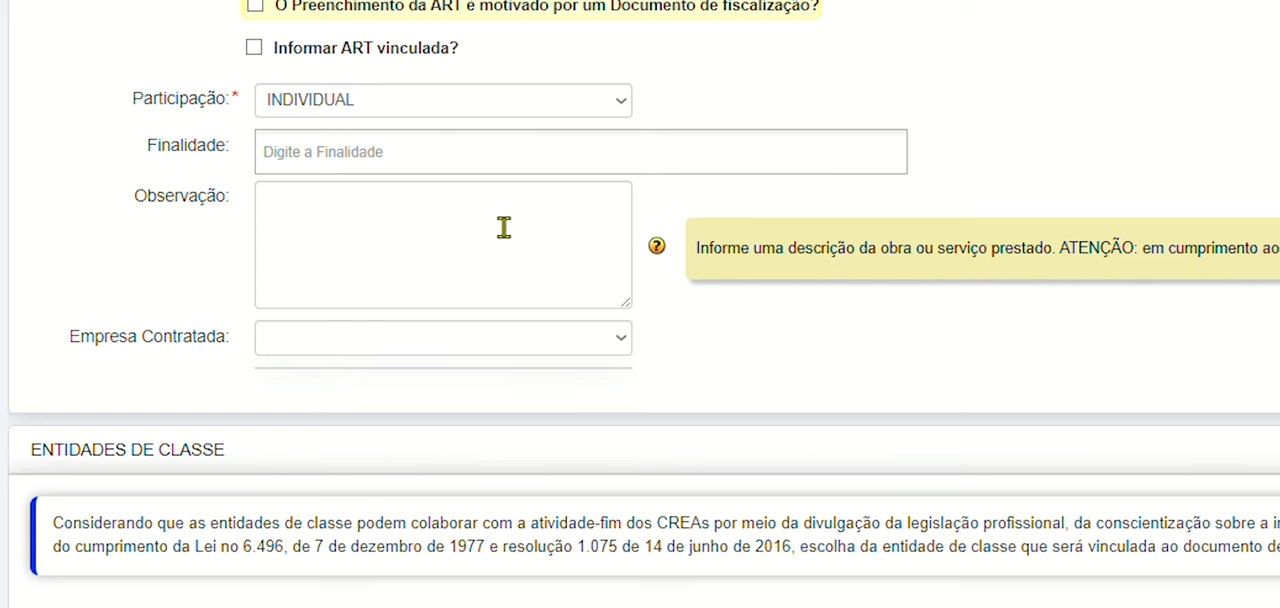 O Preenchimento da ART é motivado por um Documento de fiscalização?
Informar ART vinculada?
Participação:*
INDIVIDUAL
Finalidade:
Digite a Finalidade
Observação:
?
Informe uma descrição da obra ou serviço prestado. ATENÇÃO: em cumprimento ao
Empresa Contratada:
ENTIDADES DE CLASSE
Considerando que as entidades de classe podem colaborar com a atividade-fim dos CREAs por meio da divulgação da legislação profissional, da conscientização sobre a
do cumprimento da Lei no 6.496, de 7 de dezembro de 1977 e resolução 1.075 de 14 de junho de 2016, escolha da entidade de classe que será vinculada ao documento de